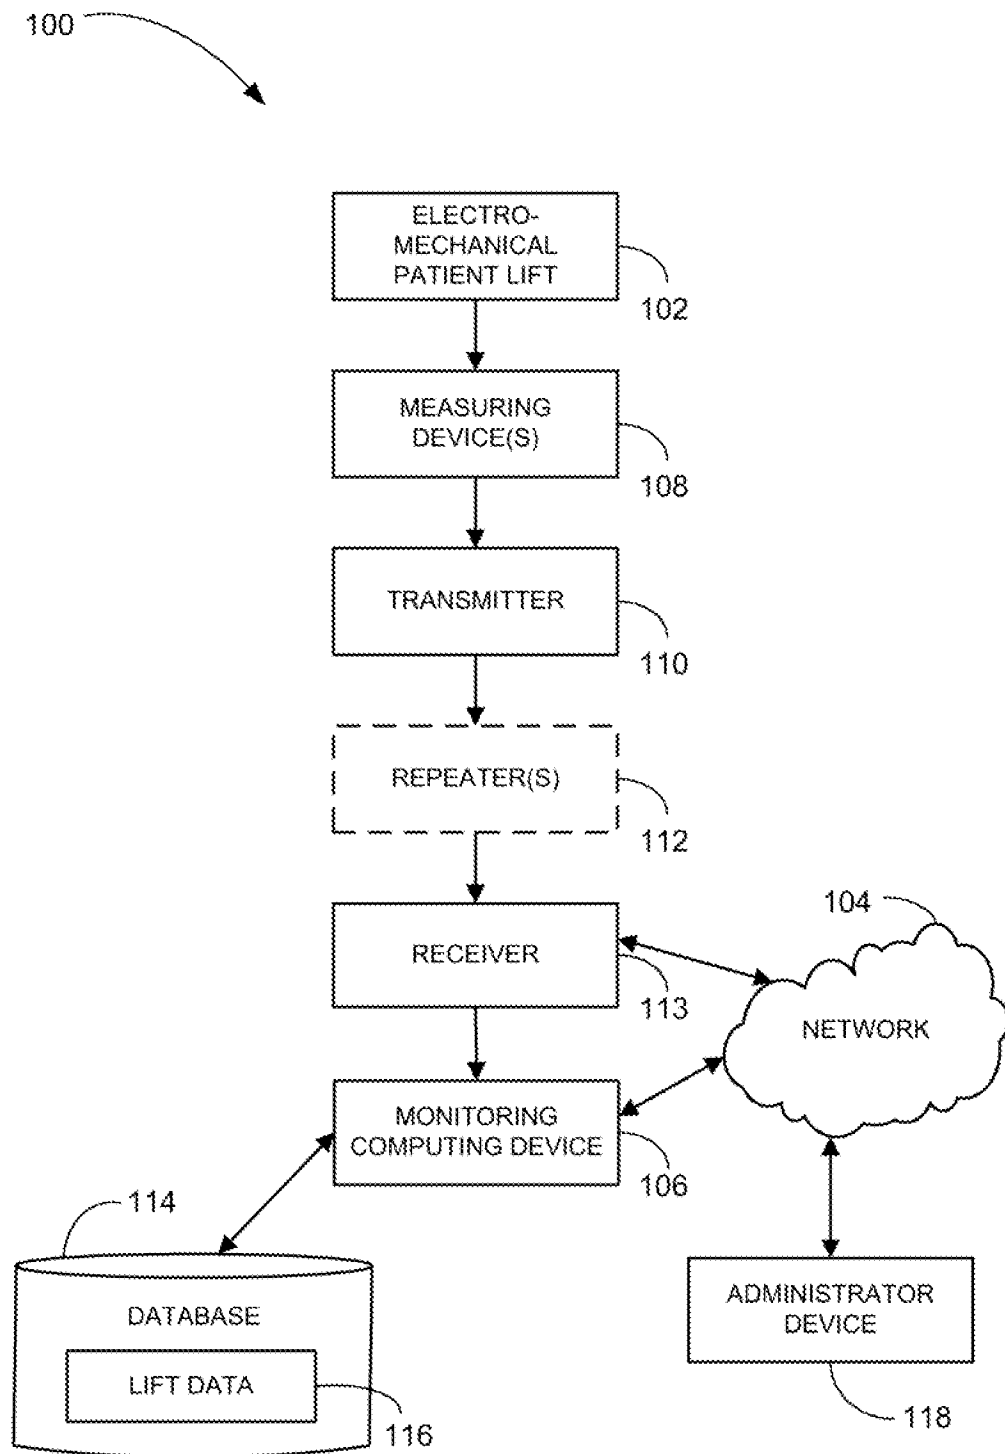 100
ELECTRO-
MECHANICAL
PATIENT LIFT
102
MEASURING
DEVICE(S)
108
TRANSMITTER
110
REPEATER(S)
112
RECEIVER
113
104
NETWORK
MONITORING
COMPUTING DEVICE
106
114
DATABASE
LIFT DATA
116
ADMINISTRATOR
DEVICE
118